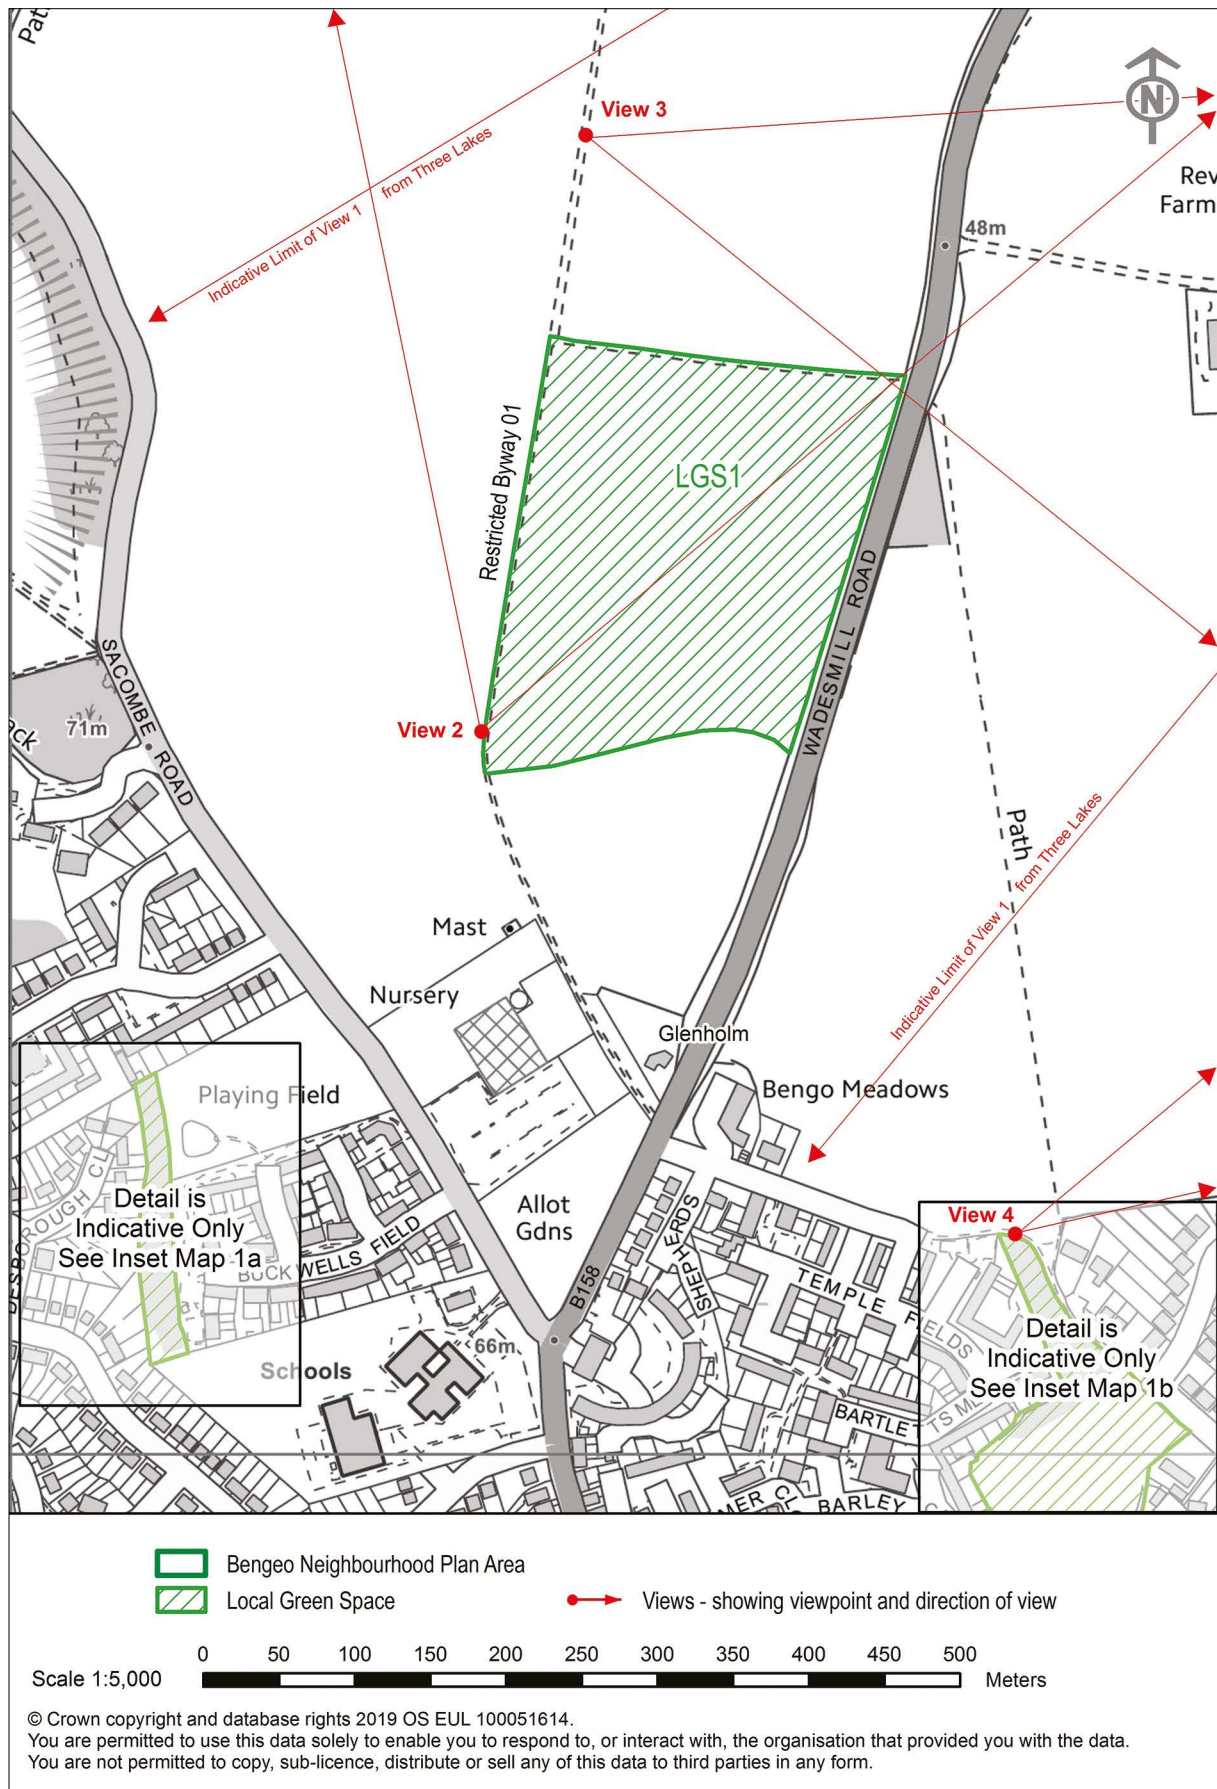 Path
View 3
N
Indicative Limit of View 1 from Three Lakes
Rev
Farm
48m
Restricted Byway 01
LGS1
WADESMILL ROAD
SACOMBE ROAD
71m
View 2
Path
Indicative Limit of View 1 from Three Lakes
Mast
Nursery
Glenholm
Playing Field
Bengo Meadows
Detail is
Indicative Only
See Inset Map 1a
BUCKWELLS FIELD
Allot
Gdns
SHEPHERDS
B158
TEMPLE FIELDS
View 4
Detail is
Indicative Only
See Inset Map 1b
Schools
66m
BARTLE
TS ME
MER CL
BARLEY
Bengeo Neighbourhood Plan Area
Local Green Space
Views - showing viewpoint and direction of view
Scale 1:5,000
0 50 100 150 200 250 300 350 400 450 500
Meters
© Crown copyright and database rights 2019 OS EUL 100051614.
You are permitted to use this data solely to enable you to respond to, or interact with, the organisation that provided you with the data.
You are not permitted to copy, sub-licence, distribute or sell any of this data to third parties in any form.